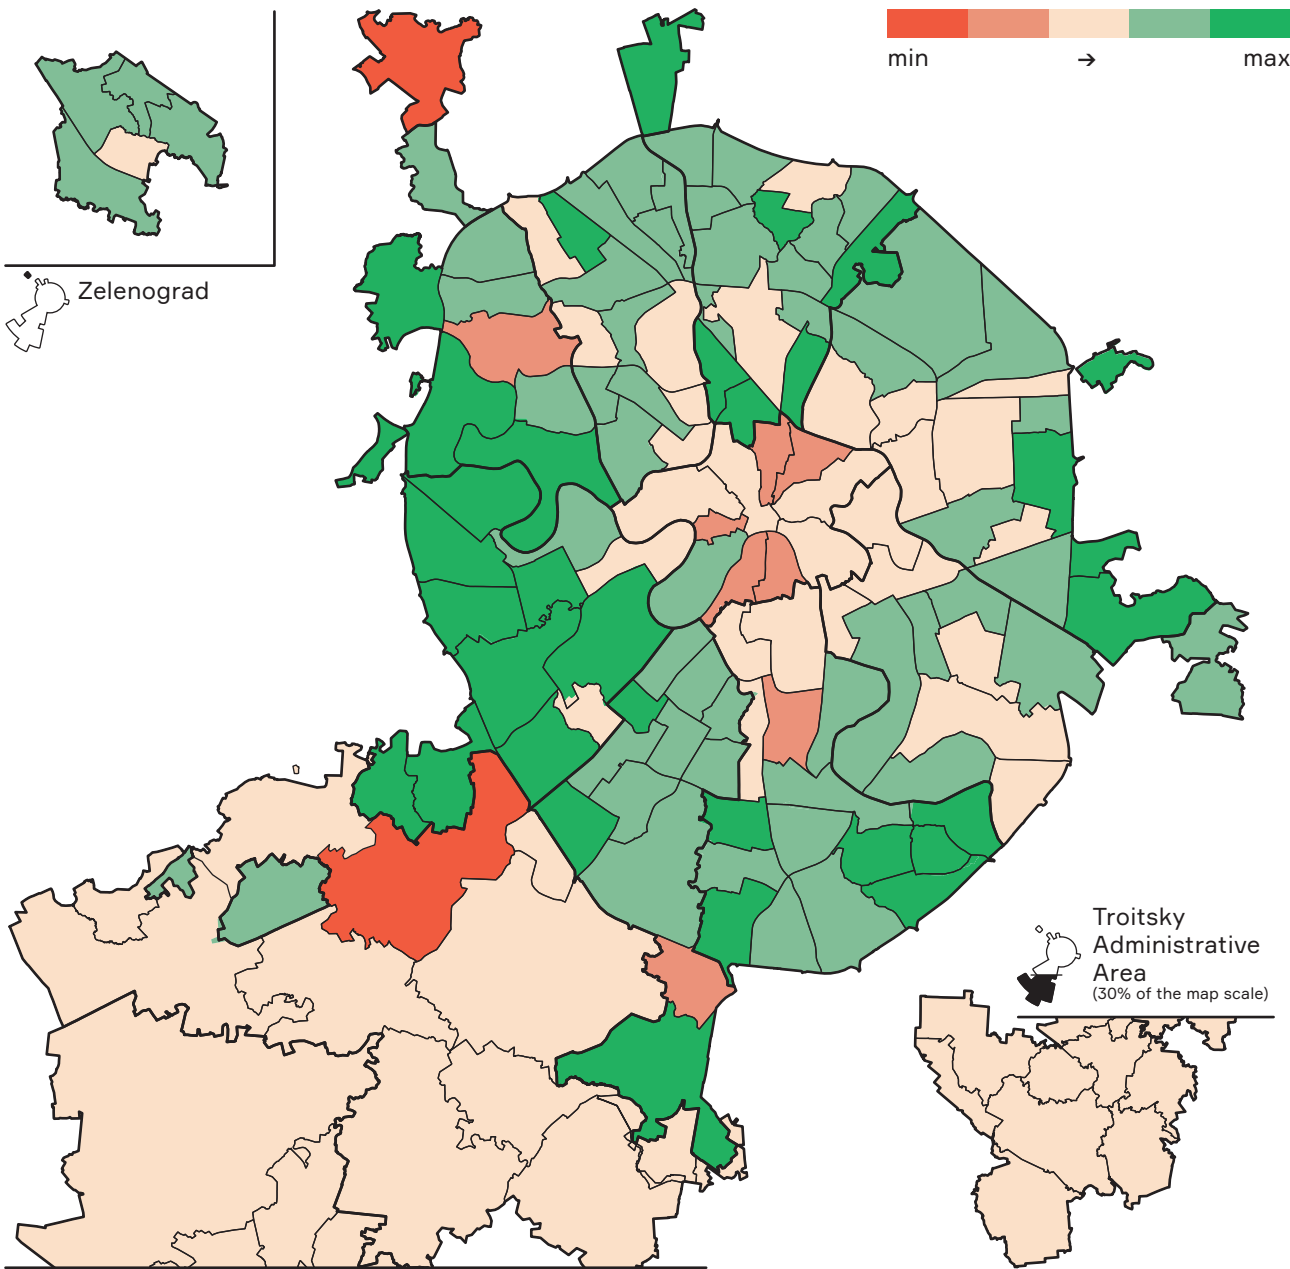 min → max
Zelenograd
Troitsky
Administrative
Area
(30% of the map scale)